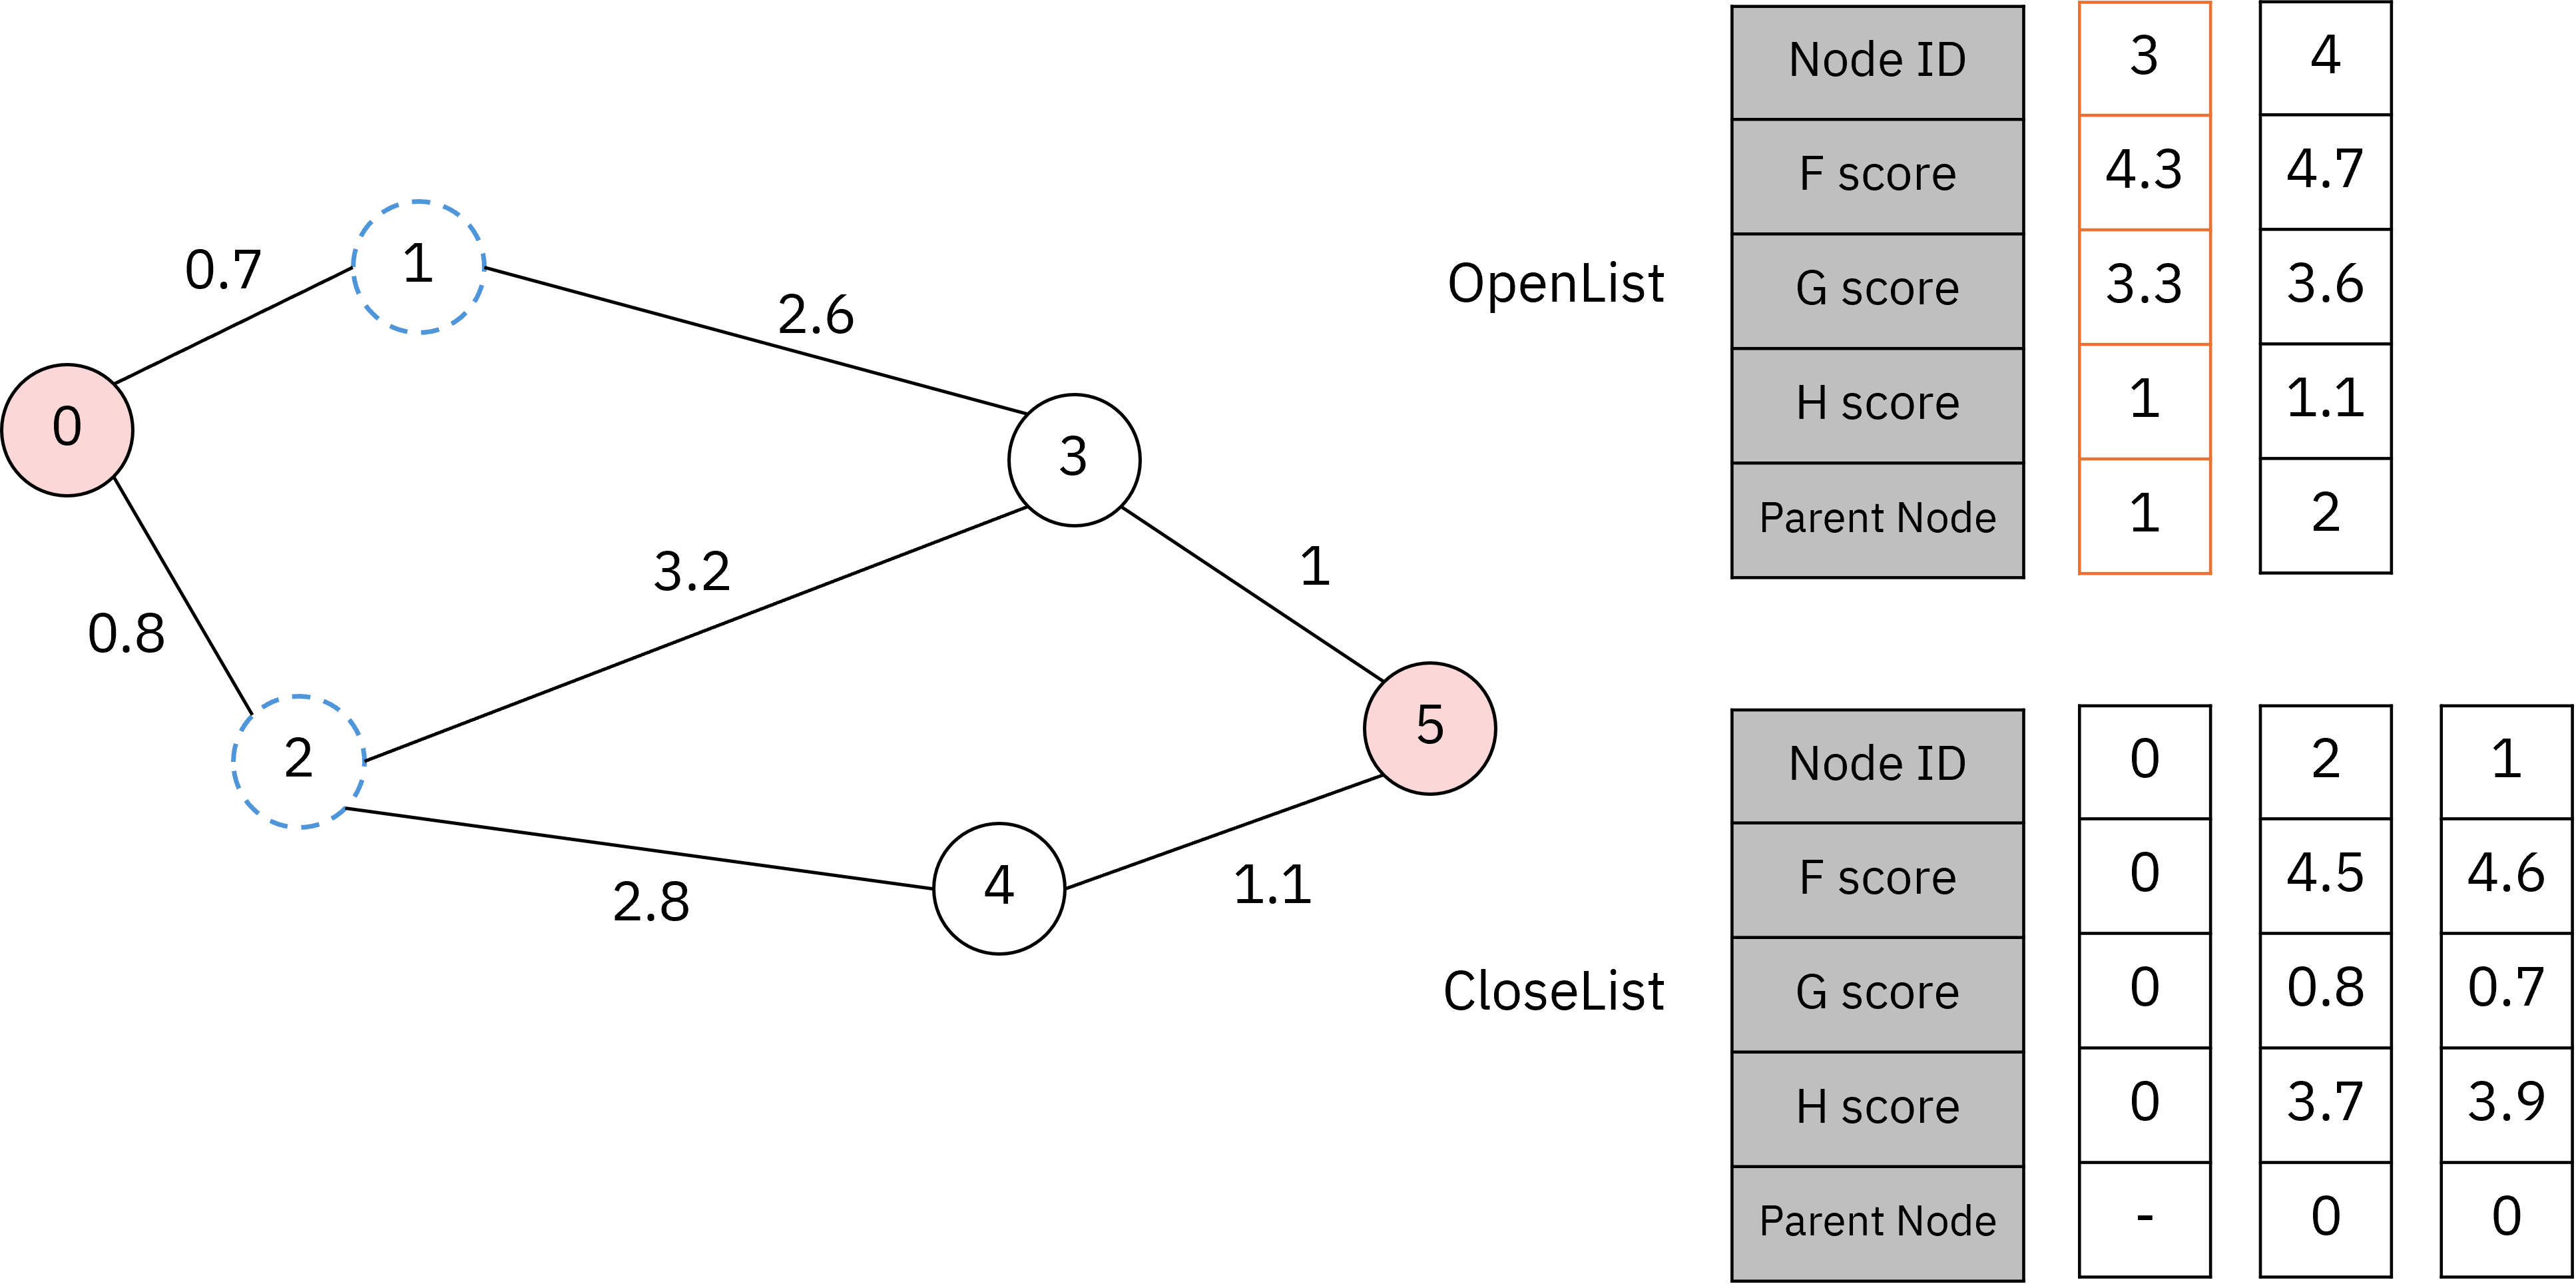 0.7
1
2.6
0
3
3.2
1
0.8
5
2
4
2.8
1.1
OpenList
Node ID 3 4
F score 4.3 4.7
G score 3.3 3.6
H score 1 1.1
Parent Node 1 2
CloseList
Node ID 0 2 1
F score 0 4.5 4.6
G score 0 0.8 0.7
H score 0 3.7 3.9
Parent Node - 0 0